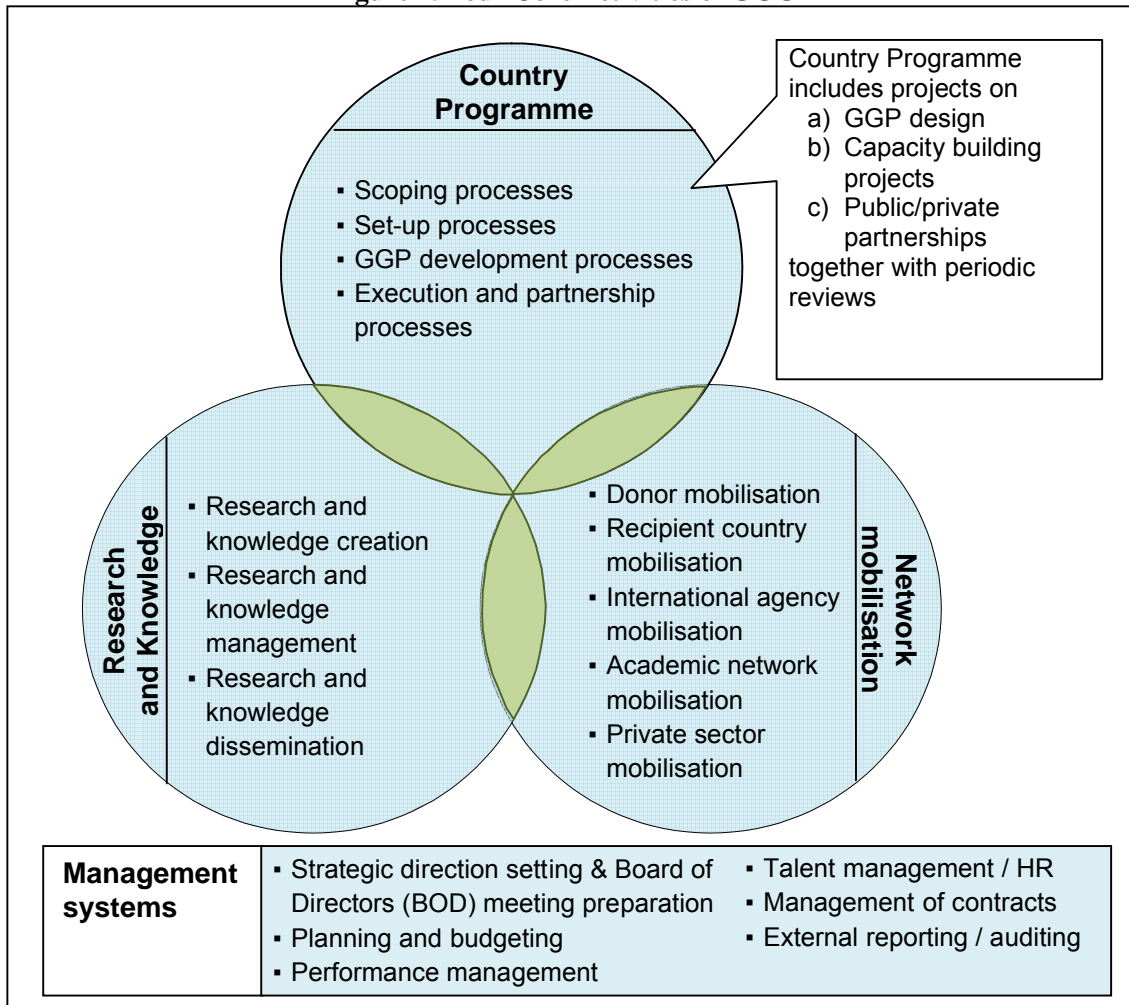 Country
Programme
▪ Scoping processes
▪ Set-up processes
▪ GGP development processes
▪ Execution and partnership
processes
Country Programme
includes projects on
a) GGP design
b) Capacity building
projects
c) Public/private
partnerships
together with periodic
reviews
Research
and Knowledge
▪ Research and
knowledge creation
▪ Research and
knowledge
management
▪ Research and
knowledge
dissemination
▪ Donor mobilisation
▪ Recipient country
mobilisation
▪ International agency
mobilisation
▪ Academic network
mobilisation
▪ Private sector
mobilisation
Network
mobilisation
Management
systems
▪ Strategic direction setting & Board of
Directors (BOD) meeting preparation
▪ Planning and budgeting
▪ Performance management
▪ Talent management / HR
▪ Management of contracts
▪ External reporting / auditing